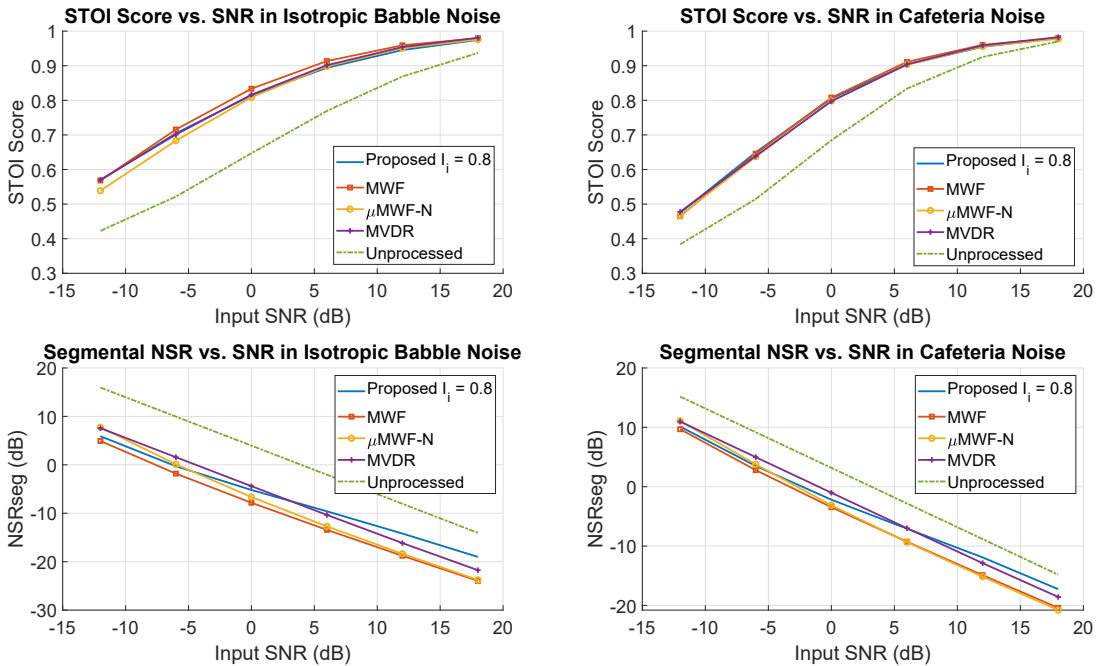 STOI Score vs. SNR in Isotropic Babble Noise
1
0.9
0.8
0.7
0.6
0.5
0.4
0.3
STOI Score
Proposed I_i = 0.8
MWF
μMWF-N
MVDR
Unprocessed
-15 -10 -5 0 5 10 15 20
Input SNR (dB)
STOI Score vs. SNR in Cafeteria Noise
1
0.9
0.8
0.7
0.6
0.5
0.4
0.3
STOI Score
Proposed I_i = 0.8
MWF
μMWF-N
MVDR
Unprocessed
-15 -10 -5 0 5 10 15 20
Input SNR (dB)
Segmental NSR vs. SNR in Isotropic Babble Noise
20
10
0
-10
-20
-30
NSRseg (dB)
Proposed I_i = 0.8
MWF
μMWF-N
MVDR
Unprocessed
-15 -10 -5 0 5 10 15 20
Input SNR (dB)
Segmental NSR vs. SNR in Cafeteria Noise
20
10
0
-10
-20
NSRseg (dB)
Proposed I_i = 0.8
MWF
μMWF-N
MVDR
Unprocessed
-15 -10 -5 0 5 10 15 20
Input SNR (dB)